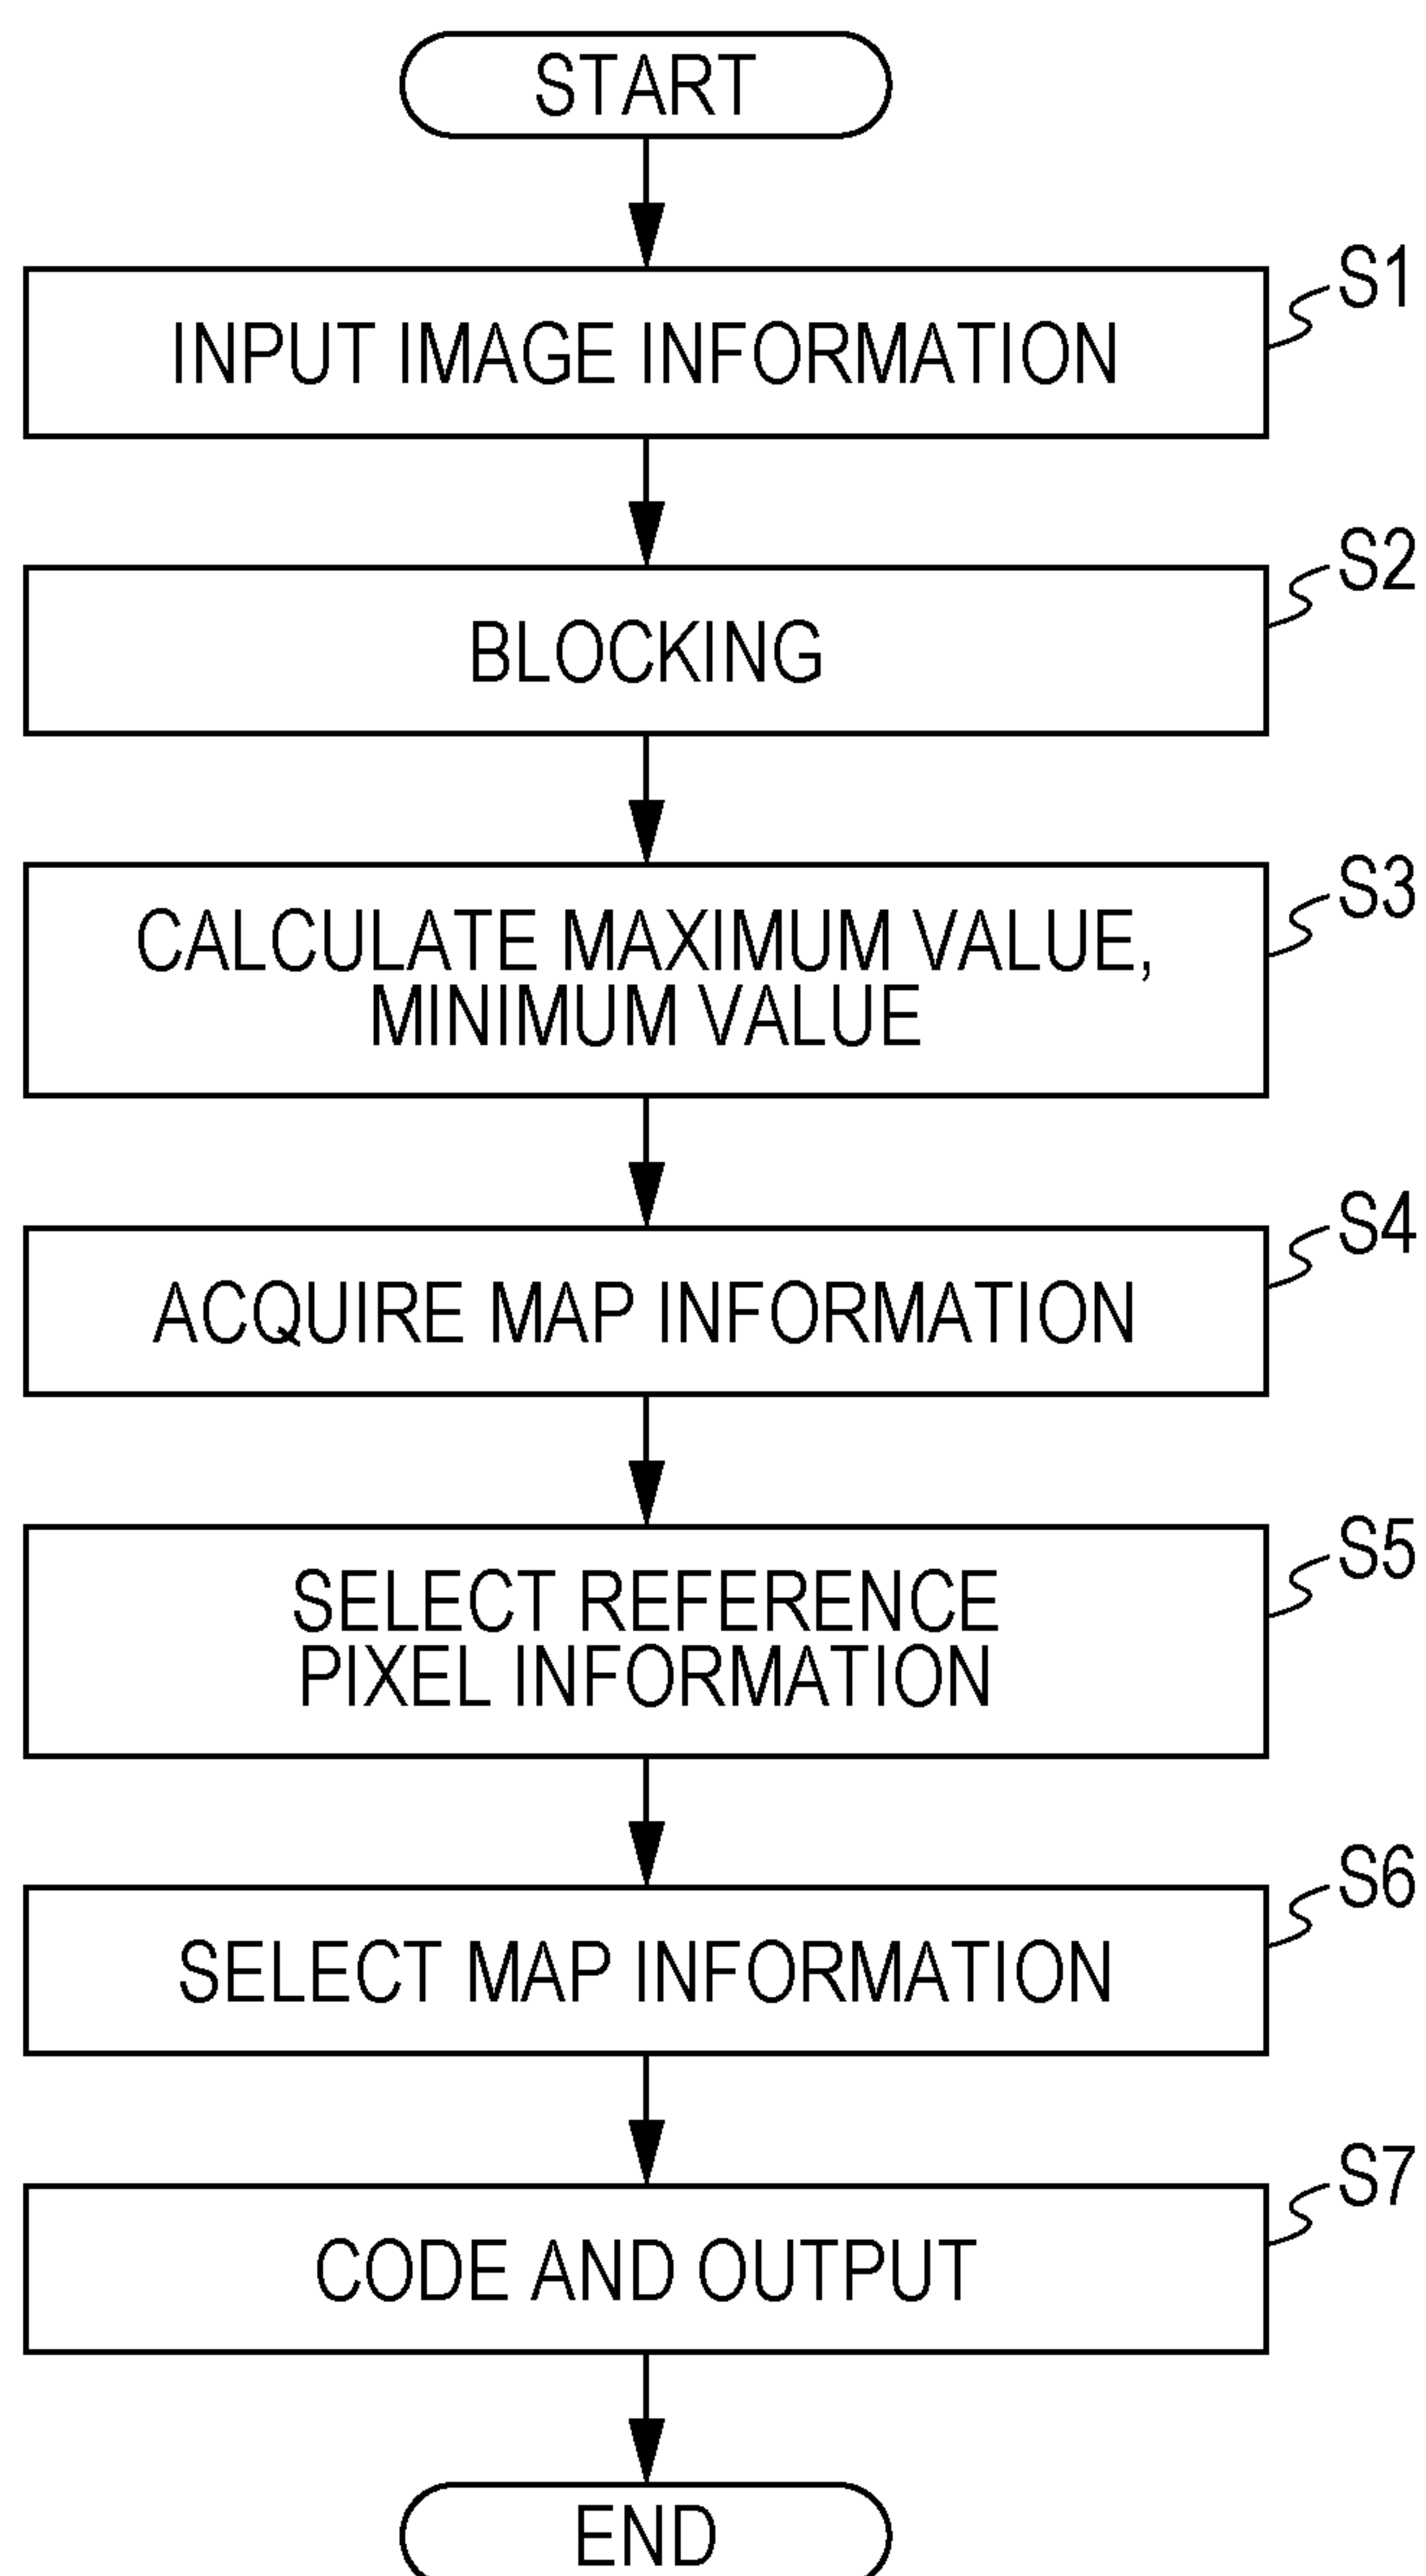 START
S1
INPUT IMAGE INFORMATION
S2
BLOCKING
S3
CALCULATE MAXIMUM VALUE,
MINIMUM VALUE
S4
ACQUIRE MAP INFORMATION
S5
SELECT REFERENCE
PIXEL INFORMATION
S6
SELECT MAP INFORMATION
S7
CODE AND OUTPUT
END